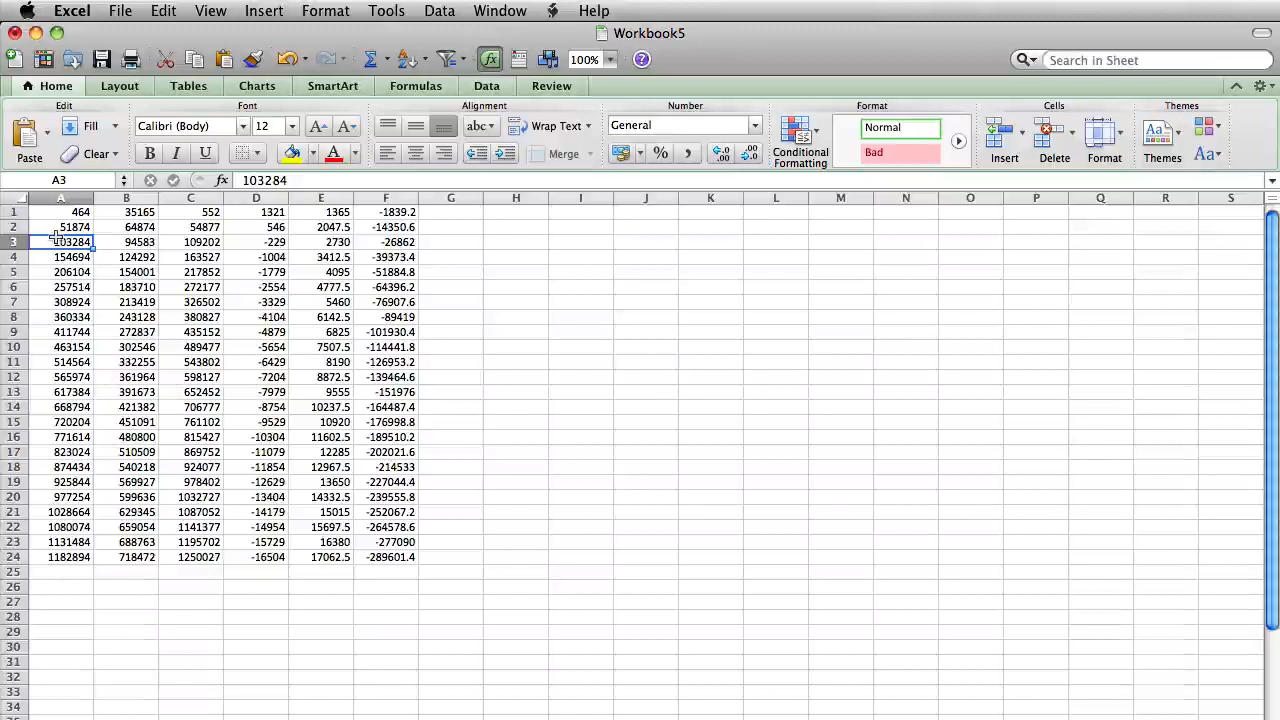 Excel File Edit View Insert Format Tools Data Window Help
Workbook5
100% Search in Sheet
Home Layout Tables Charts SmartArt Formulas Data Review
Edit Font Alignment Number Format Cells Themes
Fill Calibri (Body) 12 abc Wrap Text General Normal
Paste Clear B I U A Merge % Conditional Formatting Bad Insert Delete Format Themes Aa
A3 fx 103284
A B C D E F G H I J K L M N O P Q R S
1 464 35165 552 1321 1365 -1839.2
2 51874 64874 54877 546 2047.5 -14350.6
3 103284 94583 109202 -229 2730 -26862
4 154694 124292 163527 -1004 3412.5 -39373.4
5 206104 154001 217852 -1779 4095 -51884.8
6 257514 183710 272177 -2554 4777.5 -64396.2
7 308924 213419 326502 -3329 5460 -76907.6
8 360334 243128 380827 -4104 6142.5 -89419
9 411744 272837 435152 -4879 6825 -101930.4
10 463154 302546 489477 -5654 7507.5 -114441.8
11 514564 332255 543802 -6429 8190 -126953.2
12 565974 361964 598127 -7204 8872.5 -139464.6
13 617384 391673 652452 -7979 9555 -151976
14 668794 421382 706777 -8754 10237.5 -164487.4
15 720204 451091 761102 -9529 10920 -176998.8
16 771614 480800 815427 -10304 11602.5 -189510.2
17 823024 510509 869752 -11079 12285 -202021.6
18 874434 540218 924077 -11854 12967.5 -214533
19 925844 569927 978402 -12629 13650 -227044.4
20 977254 599636 1032727 -13404 14332.5 -239555.8
21 1028664 629345 1087052 -14179 15015 -252067.2
22 1080074 659054 1141377 -14954 15697.5 -264578.6
23 1131484 688763 1195702 -15729 16380 -277090
24 1182894 718472 1250027 -16504 17062.5 -289601.4
25
26
27
28
29
30
31
32
33
34